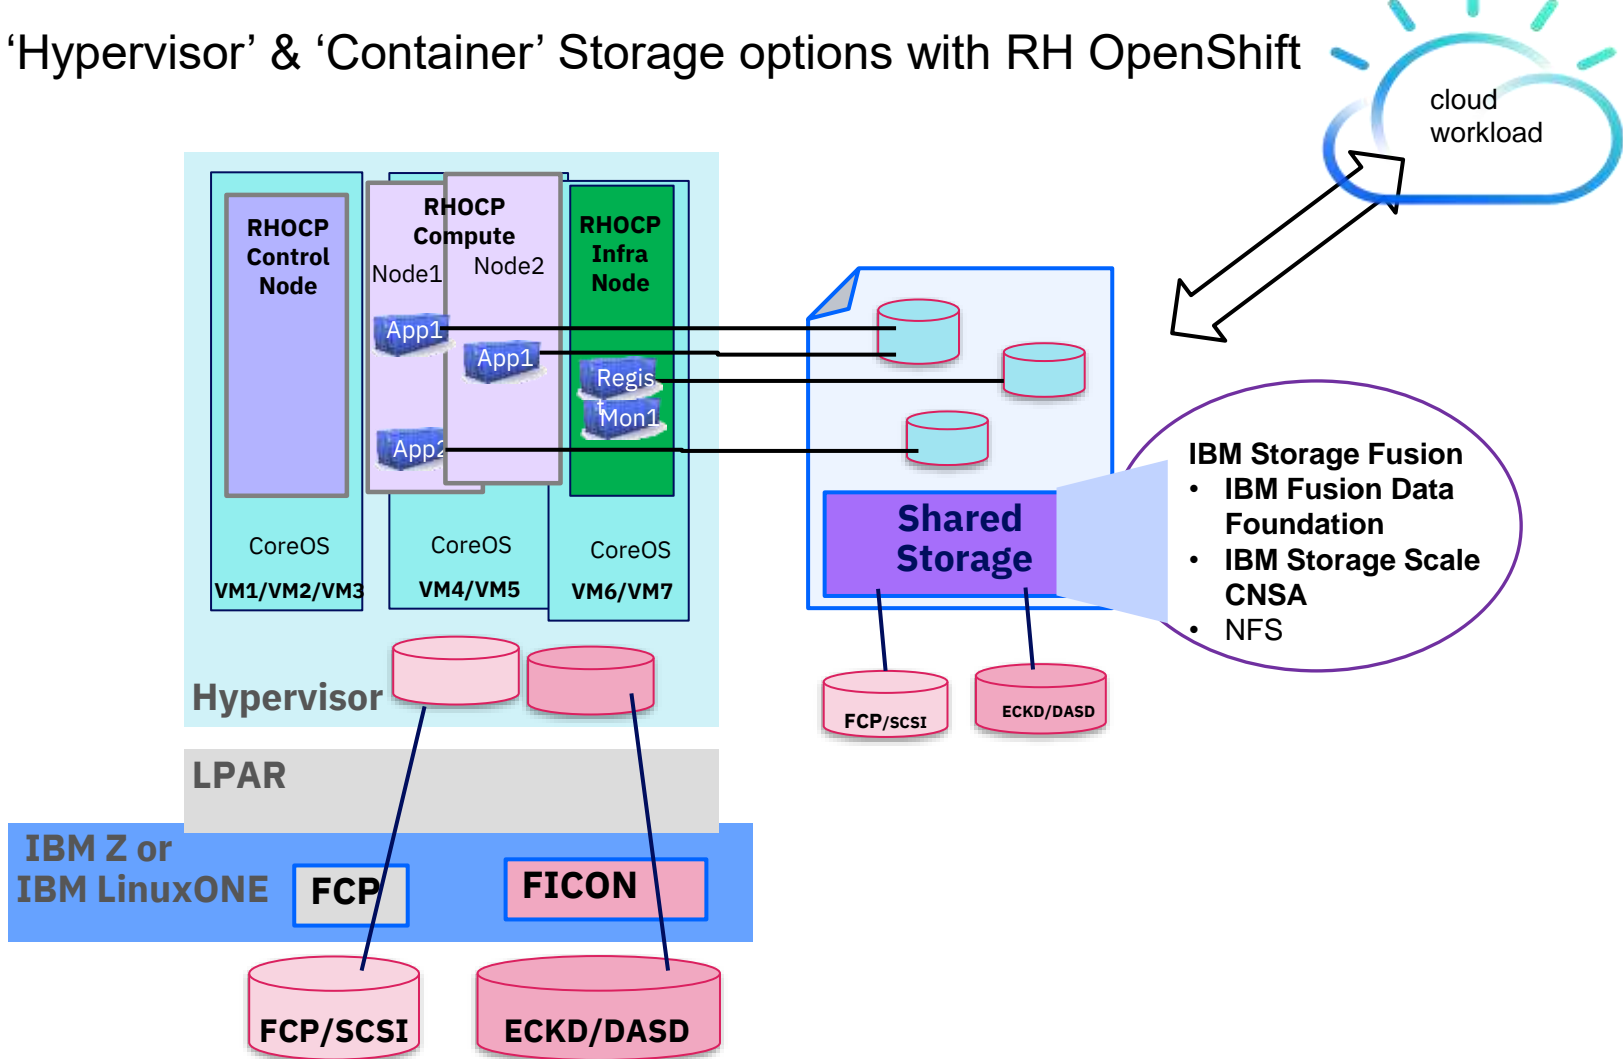 ‘Hypervisor’ & ‘Container’ Storage options with RH OpenShift
cloud
workload
RHOCP
Control
Node
RHOCP
Compute
Node1
Node2
RHOCP
Infra
Node
App1
App1
Regis
t
Mon1
App2
CoreOS
VM1/VM2/VM3
CoreOS
VM4/VM5
CoreOS
VM6/VM7
Hypervisor
LPAR
IBM Z or
IBM LinuxONE
FCP
FICON
FCP/SCSI
ECKD/DASD
Shared
Storage
FCP/SCSI
ECKD/DASD
IBM Storage Fusion
• IBM Fusion Data
Foundation
• IBM Storage Scale
CNSA
• NFS